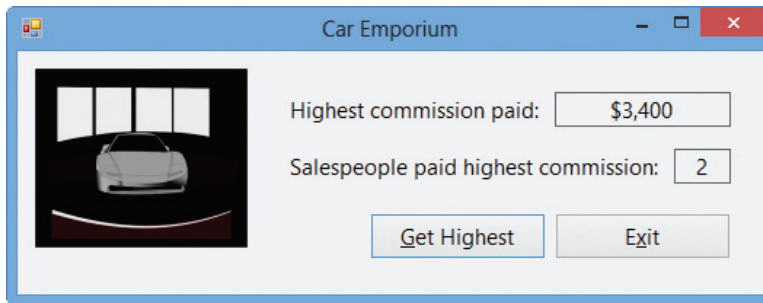 Car Emporium
Highest commission paid: $3,400
Salespeople paid highest commission: 2
Get Highest Exit